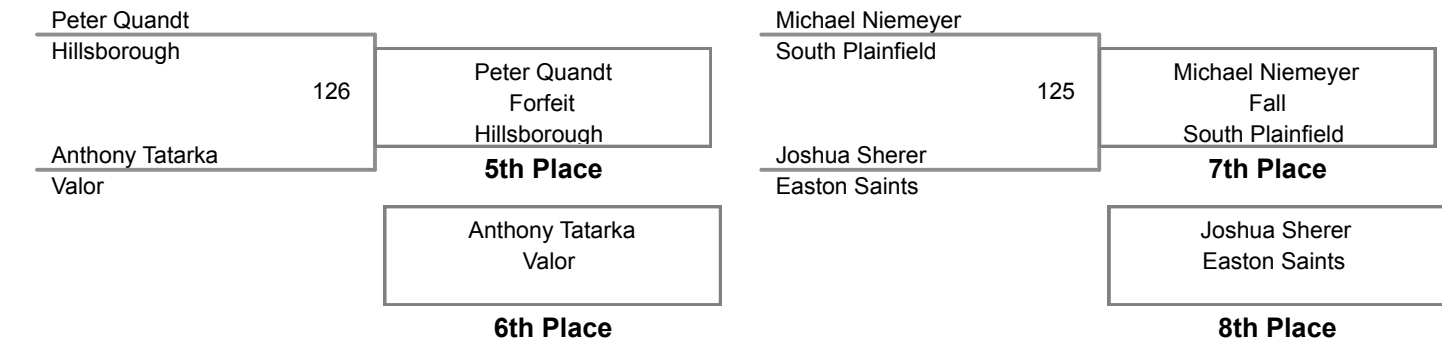 Peter Quandt
Hillsborough
126
Anthony Tatarka
Valor
Peter Quandt
Forfeit
Hillsborough
5th Place
Anthony Tatarka
Valor
6th Place
Michael Niemeyer
South Plainfield
125
Joshua Sherer
Easton Saints
Michael Niemeyer
Fall
South Plainfield
7th Place
Joshua Sherer
Easton Saints
8th Place